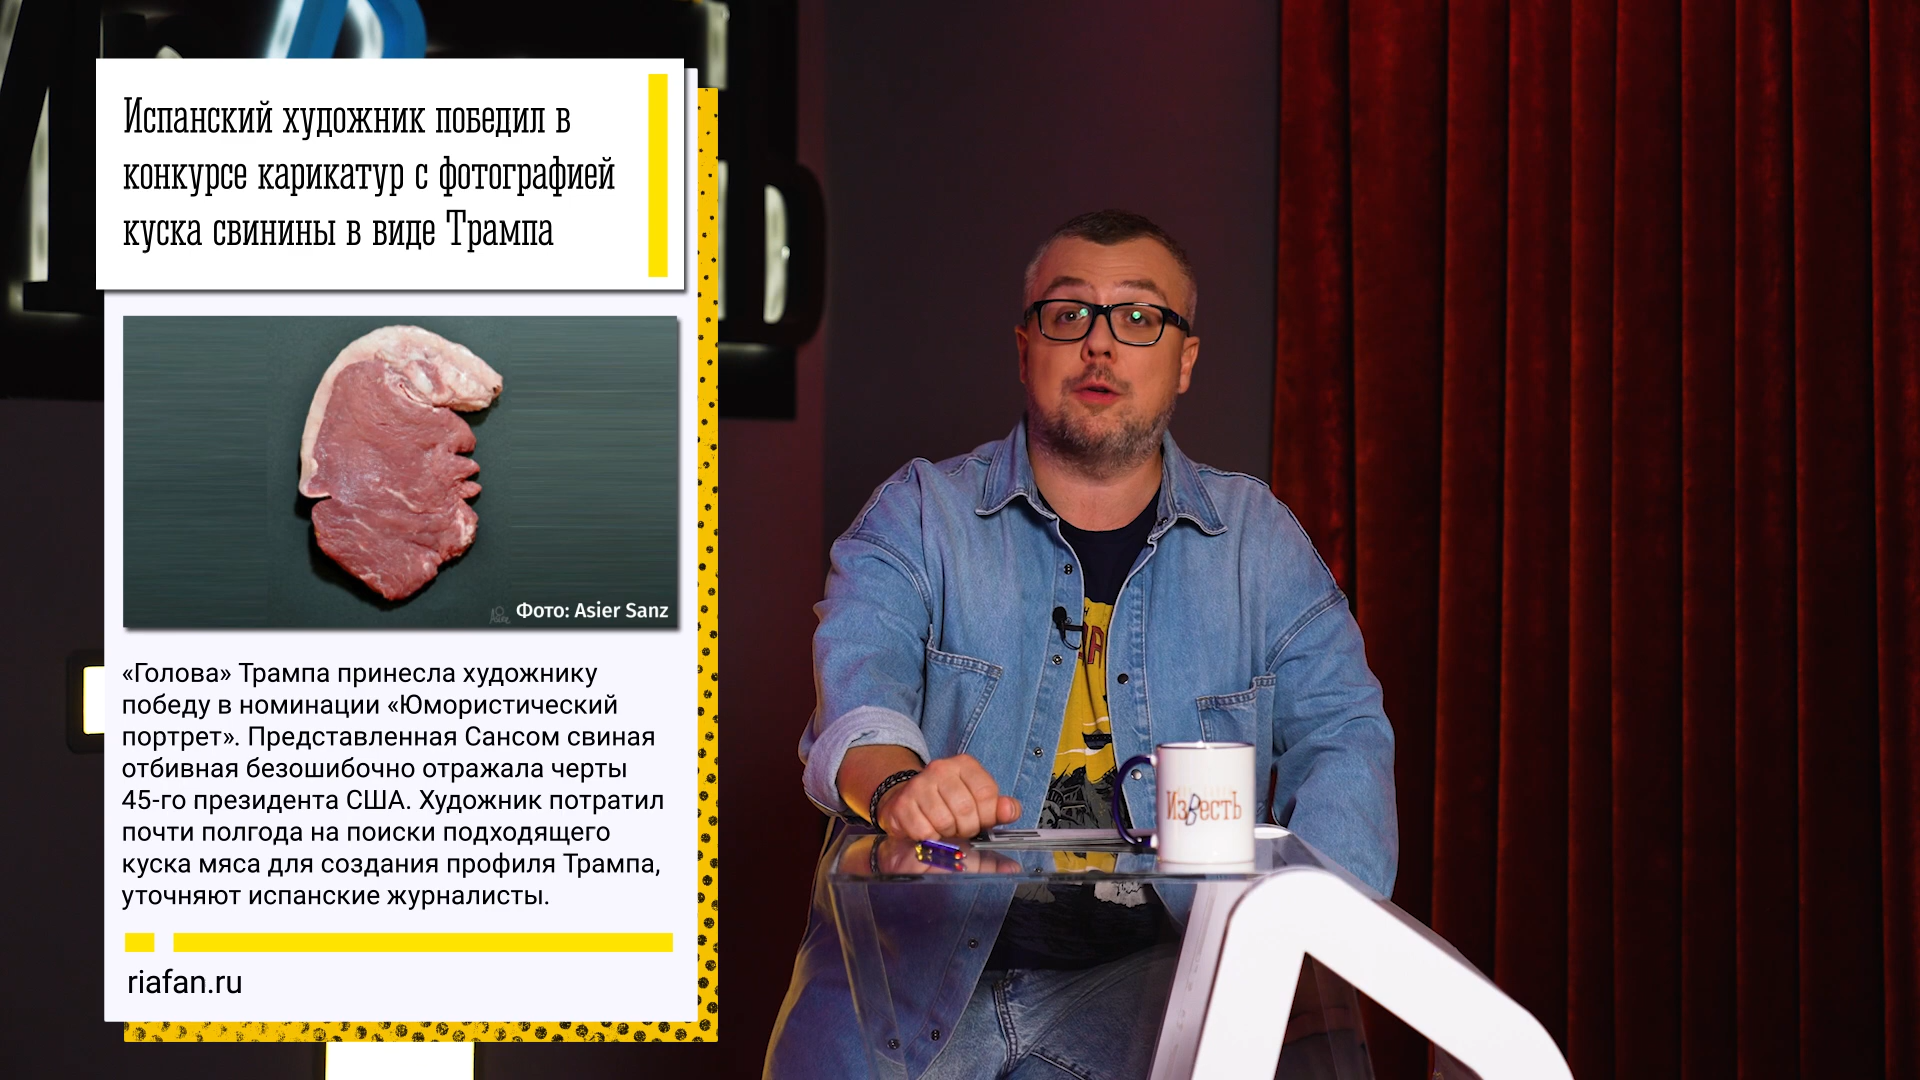 Испанский художник победил в
конкурсе карикатур с фотографией
куска свинины в виде Трампа
Фото: Asier Sanz
«Голова» Трампа принесла художнику
победу в номинации «Юмористический
портрет». Представленная Сансом свиная
отбивная безошибочно отражала черты
45-го президента США. Художник потратил
почти полгода на поиски подходящего
куска мяса для создания профиля Трампа,
уточняют испанские журналисты.
riafan.ru
ИзВестЬ